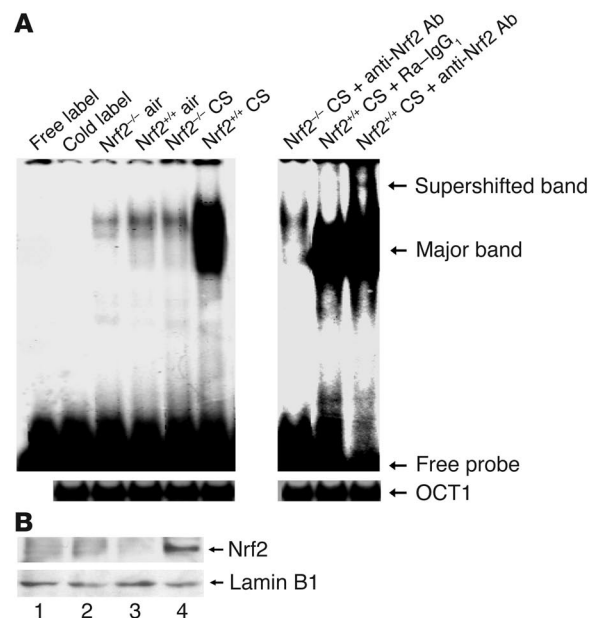 A
Free label
Cold label
Nrf2–/– air
Nrf2+/+ air
Nrf2–/– CS
Nrf2+/+ CS
Nrf2–/– CS + anti-Nrf2 Ab
Nrf2+/+ CS + Ra–IgG1
Nrf2+/+ CS + anti-Nrf2 Ab
Supershifted band
Major band
Free probe
OCT1
B
Nrf2
Lamin B1
1 2 3 4